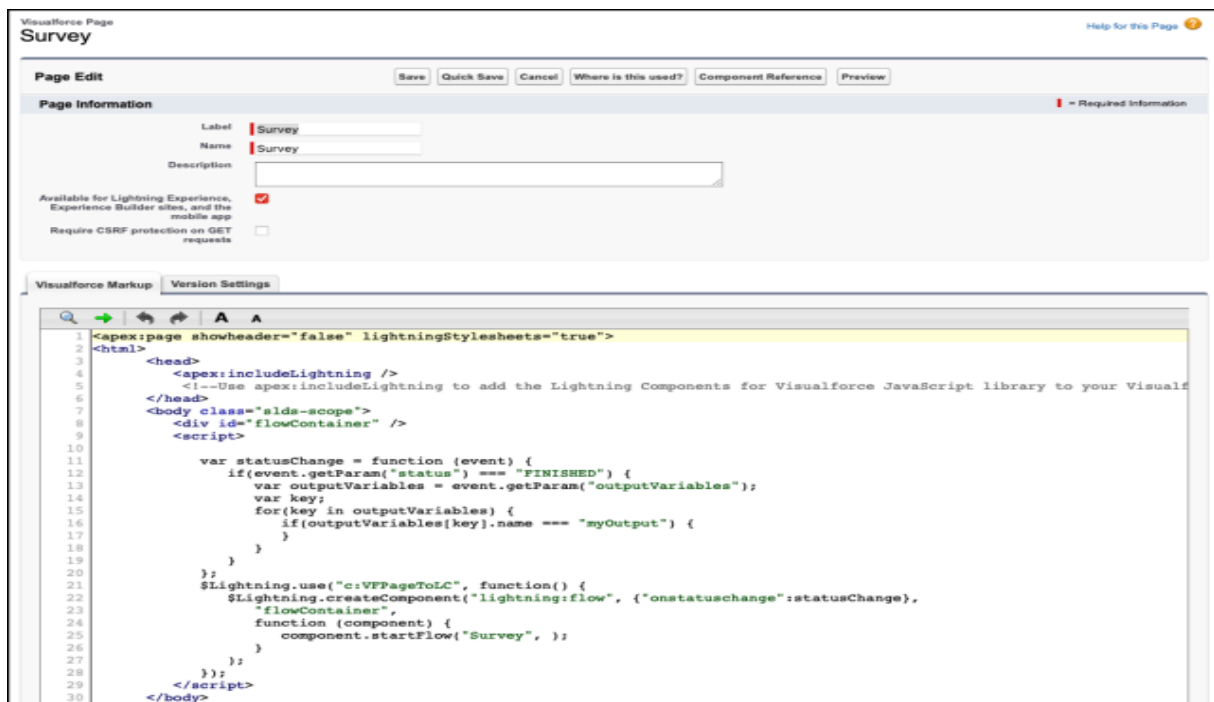 Visualforce Page
Survey
Help for this Page
Page Edit
Save Quick Save Cancel Where is this used? Component Reference Preview
Page Information
= Required Information
Label Survey
Name Survey
Description
Available for Lightning Experience,
Experience Builder sites, and the
mobile app
Require CSRF protection on GET
requests
Visualforce Markup Version Settings
A A
1 <apex:page showheader="false" lightningStylesheets="true">
2 <html>
3 <head>
4 <apex:includeLightning />
5 <!--Use apex:includeLightning to add the Lightning Components for Visualforce JavaScript library to your Visualf
6 </head>
7 <body class="slds-scope">
8 <div id="flowContainer" />
9 <script>
10
11 var statusChange = function (event) {
12 if(event.getParam("status") === "FINISHED") {
13 var outputVariables = event.getParam("outputVariables");
14 var key;
15 for(key in outputVariables) {
16 if(outputVariables[key].name === "myOutput") {
17 }
18 }
19 }
20 };
21 $Lightning.use("c:VFPageToLC", function() {
22 $Lightning.createComponent("lightning:flow", {"onstatuschange":statusChange},
23 "flowContainer",
24 function (component) {
25 component.startFlow("Survey", );
26 }
27 );
28 });
29 </script>
30 </body>